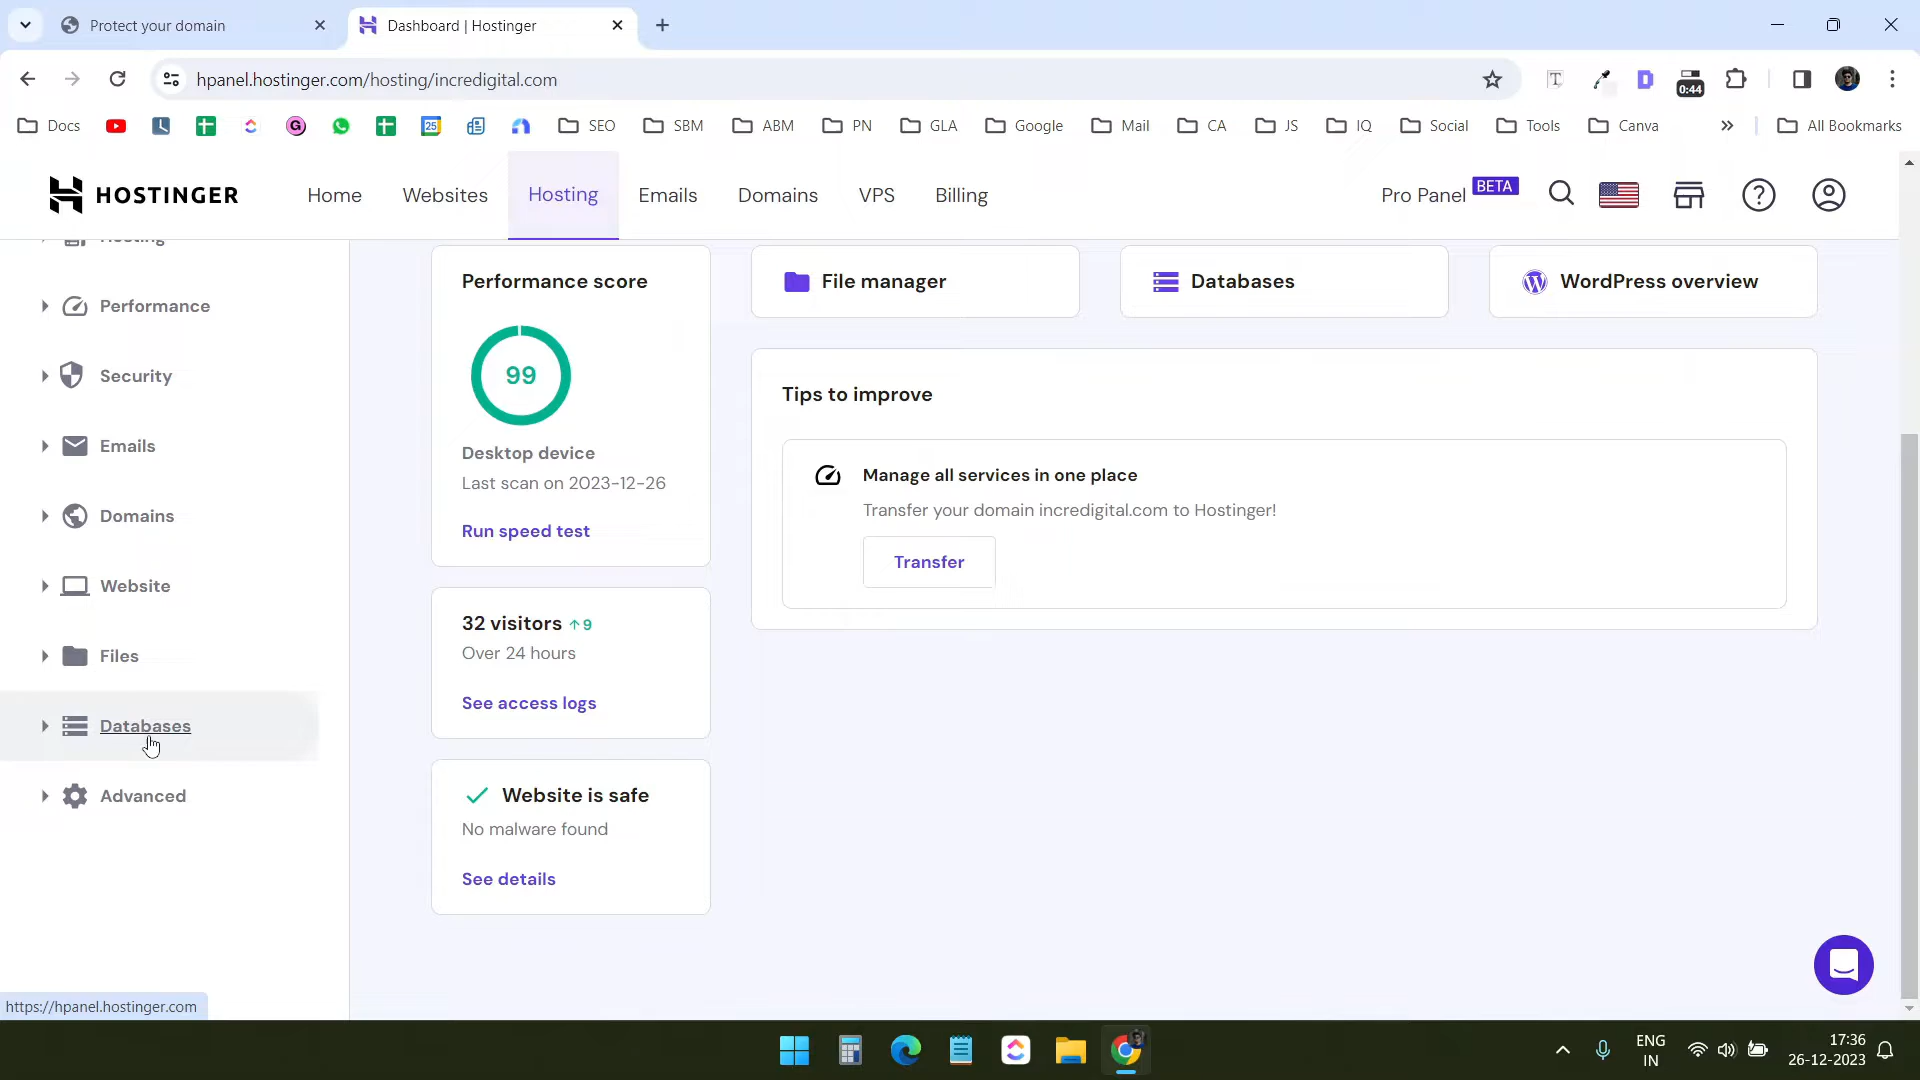 Protect your domain
Dashboard | Hostinger
hpanel.hostinger.com/hosting/incredigital.com
T
D
0:44
Docs
G
25
SEO
SBM
ABM
PN
GLA
Google
Mail
CA
JS
IQ
Social
Tools
Canva
All Bookmarks
HOSTINGER
Home
Websites
Hosting
Emails
Domains
VPS
Billing
Pro Panel BETA
Hosting
Performance
Security
Emails
Domains
Website
Files
Databases
Advanced
Performance score
99
Desktop device
Last scan on 2023-12-26
Run speed test
32 visitors ↑9
Over 24 hours
See access logs
Website is safe
No malware found
See details
File manager
Databases
WordPress overview
Tips to improve
Manage all services in one place
Transfer your domain incredigital.com to Hostinger!
Transfer
https://hpanel.hostinger.com
ENG
IN
17:36
26-12-2023